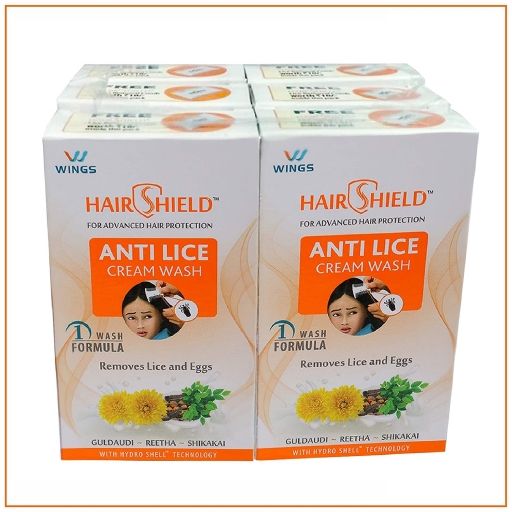 FREE
FREE
FREE
FREE
WINGS
HAIRSHIELD™
FOR ADVANCED HAIR PROTECTION
ANTI LICE
CREAM WASH
1 WASH
FORMULA
Removes Lice and Eggs
GULDAUDI ~ REETHA ~ SHIKAKAI
WITH HYDRO SHELL* TECHNOLOGY
WINGS
HAIRSHIELD™
FOR ADVANCED HAIR PROTECTION
ANTI LICE
CREAM WASH
1 WASH
FORMULA
Removes Lice and Eggs
GULDAUDI ~ REETHA ~ SHIKAKAI
WITH HYDRO SHELL* TECHNOLOGY